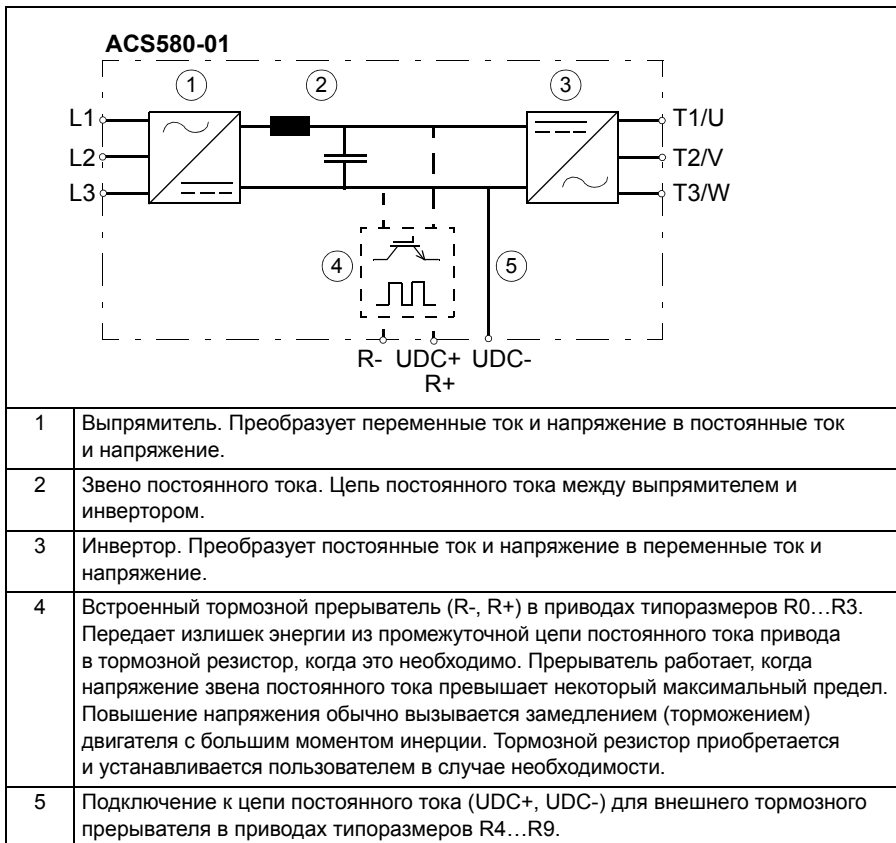 ACS580-01
1
2
3
L1
T1/U
L2
T2/V
L3
T3/W
4
5
R- UDC+ UDC-
R+
1 Выпрямитель. Преобразует переменные ток и напряжение в постоянные ток
и напряжение.
2 Звено постоянного тока. Цепь постоянного тока между выпрямителем и
инвертором.
3 Инвертор. Преобразует постоянные ток и напряжение в переменные ток и
напряжение.
4 Встроенный тормозной прерыватель (R-, R+) в приводах типоразмеров R0…R3.
Передает излишек энергии из промежуточной цепи постоянного тока привода
в тормозной резистор, когда это необходимо. Прерыватель работает, когда
напряжение звена постоянного тока превышает некоторый максимальный предел.
Повышение напряжения обычно вызывается замедлением (торможением)
двигателя с большим моментом инерции. Тормозной резистор приобретается
и устанавливается пользователем в случае необходимости.
5 Подключение к цепи постоянного тока (UDC+, UDC-) для внешнего тормозного
прерывателя в приводах типоразмеров R4…R9.